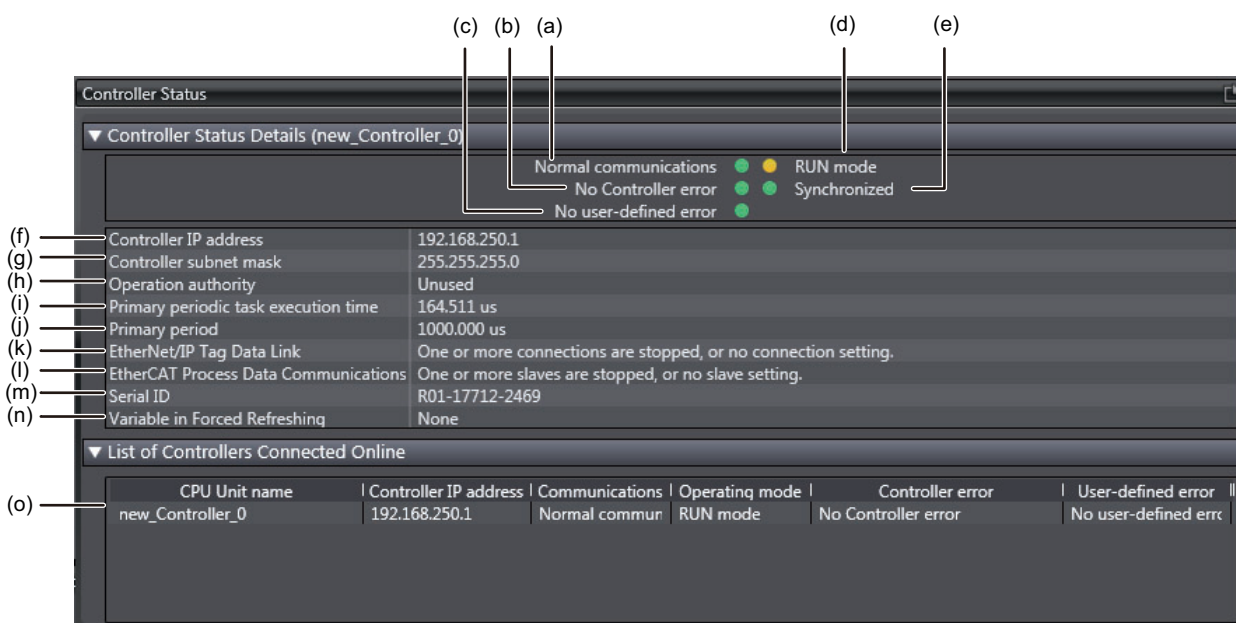 (c) (b) (a) (d) (e)
Controller Status
▼ Controller Status Details (new_Controller_0)
Normal communications RUN mode
No Controller error Synchronized
No user-defined error
(f) Controller IP address 192.168.250.1
(g) Controller subnet mask 255.255.255.0
(h) Operation authority Unused
(i) Primary periodic task execution time 164.511 us
(j) Primary period 1000.000 us
(k) EtherNet/IP Tag Data Link One or more connections are stopped, or no connection setting.
(l) EtherCAT Process Data Communications One or more slaves are stopped, or no slave setting.
(m) Serial ID R01-17712-2469
(n) Variable in Forced Refreshing None
▼ List of Controllers Connected Online
CPU Unit name Controller IP address Communications Operating mode Controller error User-defined error
(o) new_Controller_0 192.168.250.1 Normal commun RUN mode No Controller error No user-defined erro